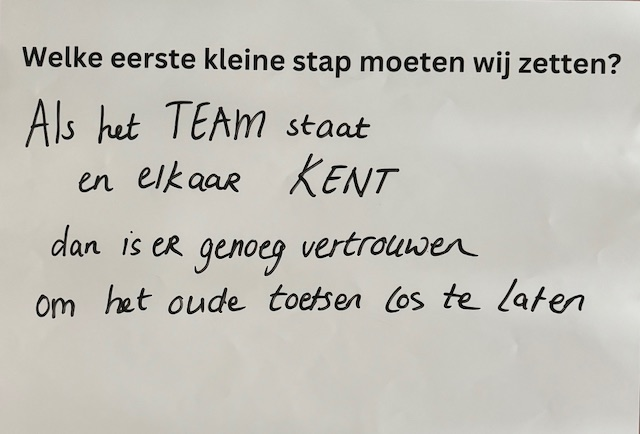 Welke eerste kleine stap moeten wij zetten?
Als het TEAM staat
en elkaar KENT
dan is er genoeg vertrouwen
om het oude toetsen los te laten